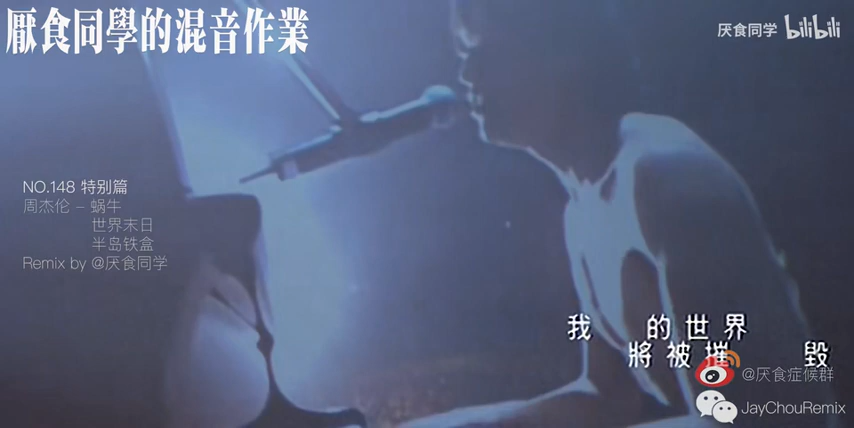 厭食同學的混音作業
厌食同学 bilibili
NO.148 特别篇
周杰伦 – 蜗牛
世界末日
半岛铁盒
Remix by @厌食同学
我 的世界
將被摧 毀
@厌食症候群
JayChouRemix